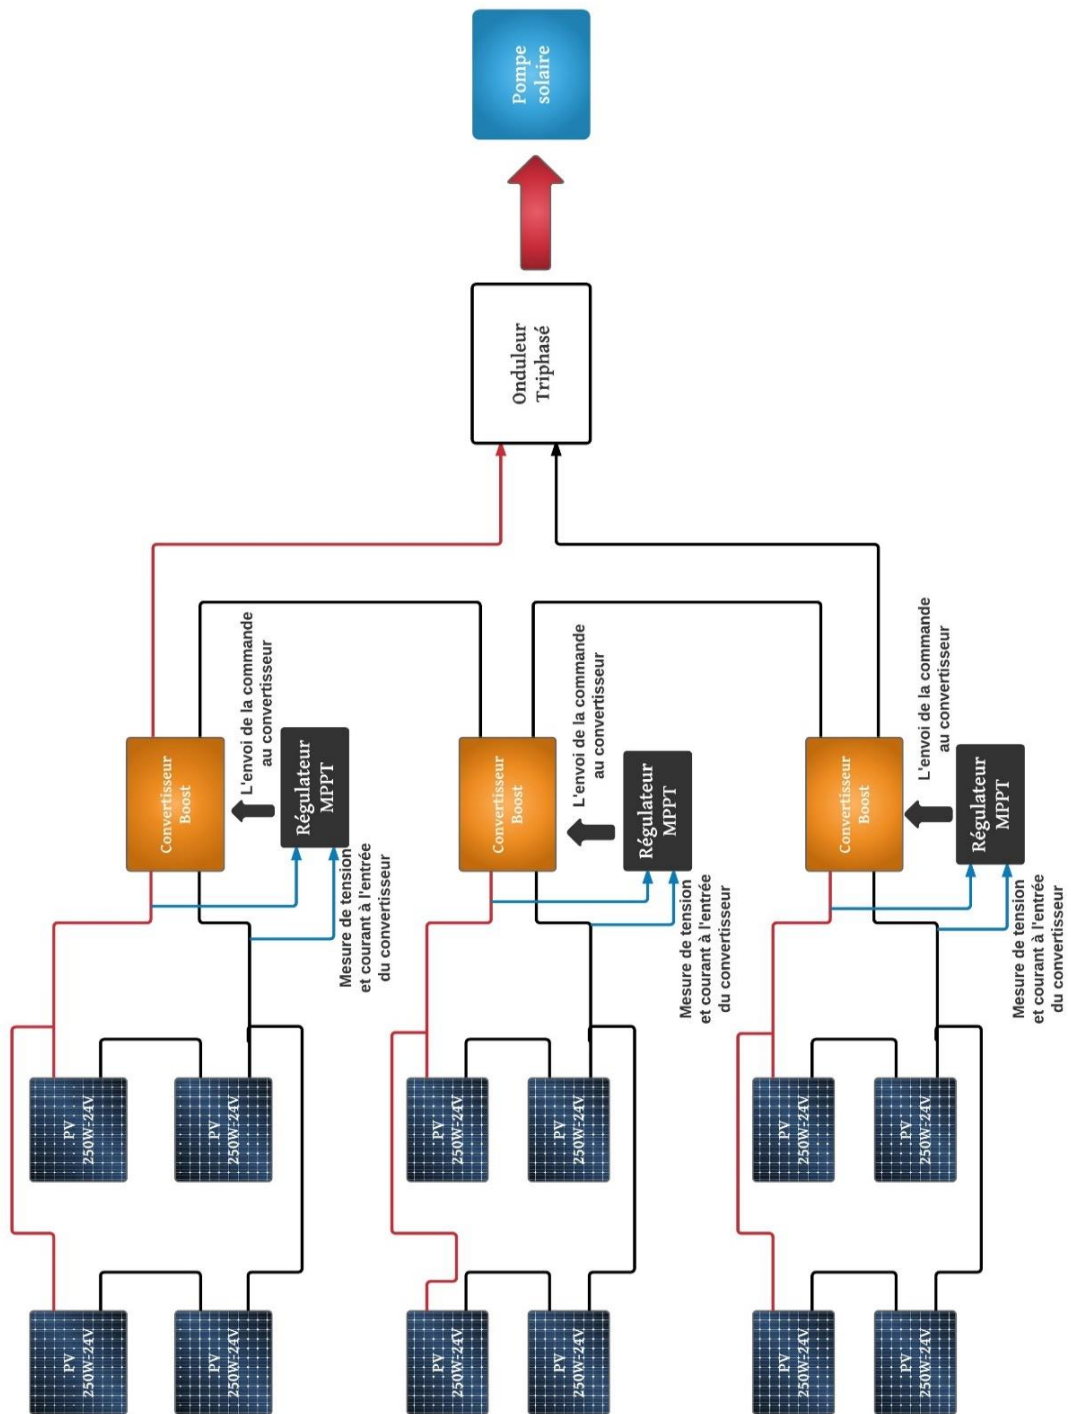 Pompe
solaire
Onduleur
Triphasé
Convertisseur
Boost
L'envoi de la commande
au convertisseur
Régulateur
MPPT
Mesure de tension
et courant à l'entrée
du convertisseur
Convertisseur
Boost
L'envoi de la commande
au convertisseur
Régulateur
MPPT
Mesure de tension
et courant à l'entrée
du convertisseur
Convertisseur
Boost
L'envoi de la commande
au convertisseur
Régulateur
MPPT
Mesure de tension
et courant à l'entrée
du convertisseur
PV
250W-24V
PV
250W-24V
PV
250W-24V
PV
250W-24V
PV
250W-24V
PV
250W-24V
PV
250W-24V
PV
250W-24V
PV
250W-24V
PV
250W-24V
PV
250W-24V
PV
250W-24V